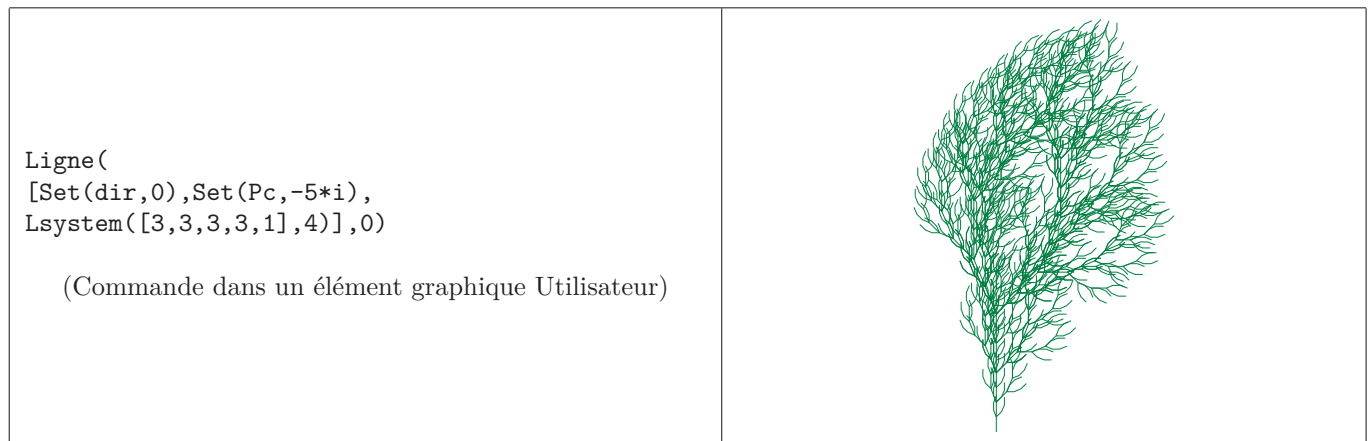 Ligne(
[Set(dir,0),Set(Pc,-5*i),
Lsystem([3,3,3,3,1],4)],0)
(Commande dans un élément graphique Utilisateur)